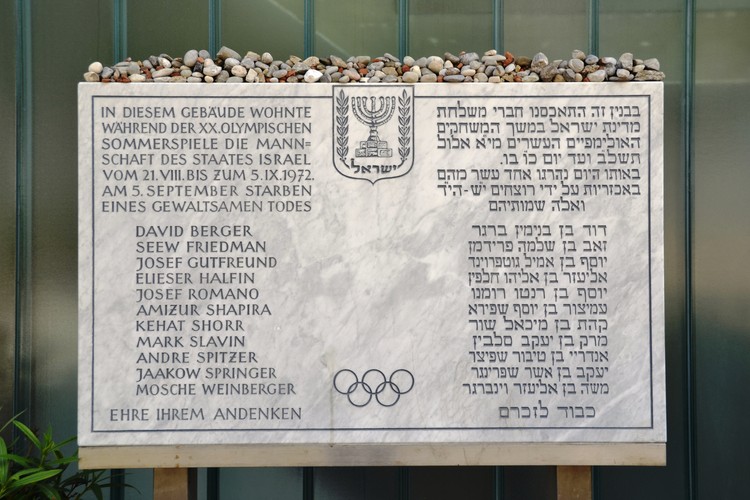 IN DIESEM GEBÄUDE WOHNTE
WÄHREND DER XX.OLYMPISCHEN
SOMMERSPIELE DIE MANN=
SCHAFT DES STAATES ISRAEL
VOM 21.VIII.BIS ZUM 5.IX.1972.
AM 5.SEPTEMBER STARBEN
EINES GEWALTSAMEN TODES
DAVID BERGER
SEEW FRIEDMAN
JOSEF GUTFREUND
ELIESER HALFIN
JOSEF ROMANO
AMIZUR SHAPIRA
KEHAT SHORR
MARK SLAVIN
ANDRE SPITZER
JAAKOW SPRINGER
MOSCHE WEINBERGER
EHRE IHREM ANDENKEN
ישראל
בבנין זה התאכסנו חברי משלחת
מדינת ישראל במשך המשחקים
האולימפיים העשרים מי״א אלול
תשל״ב ועד יום כ״ו בו.
באותו היום נהרגו אחד עשר מהם
באכזריות על ידי רוצחים
ואלה שמותיהם
דוד בן בנימין ברגר
זאב בן שלמה פרידמן
יוסף בן אמיל גוטפרוינד
אליעזר בן אליהו חלפין
יוסף בן רנטו רומנו
עמיצור בן יוסף שפירא
קהת בן מיכאל שור
מרק בן יעקב סלבין
אנדריי בן טיבור שפיצר
יעקב בן אשר שפרינגר
משה בן אליעזר וינברגר
כבוד לזכרם